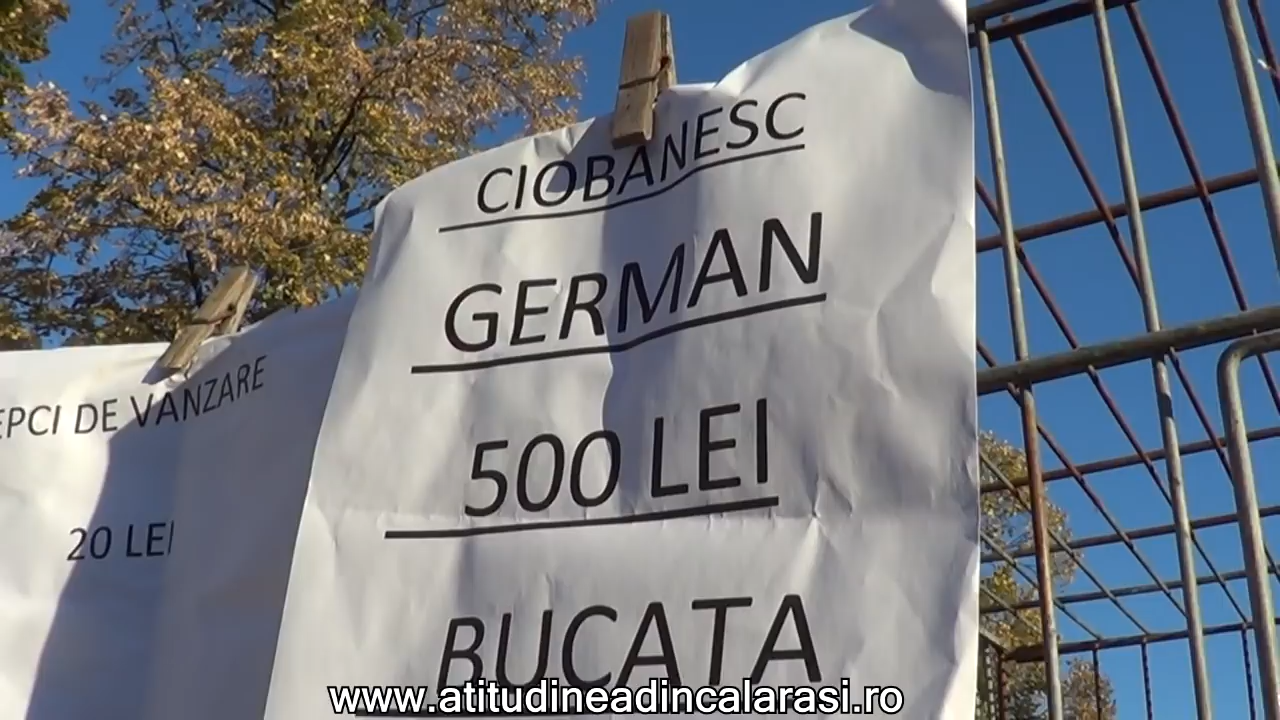 CIOBANESC
GERMAN
500 LEI
BUCATA
EPCI DE VANZARE
20 LEI
www.atitudineadincalarasi.ro